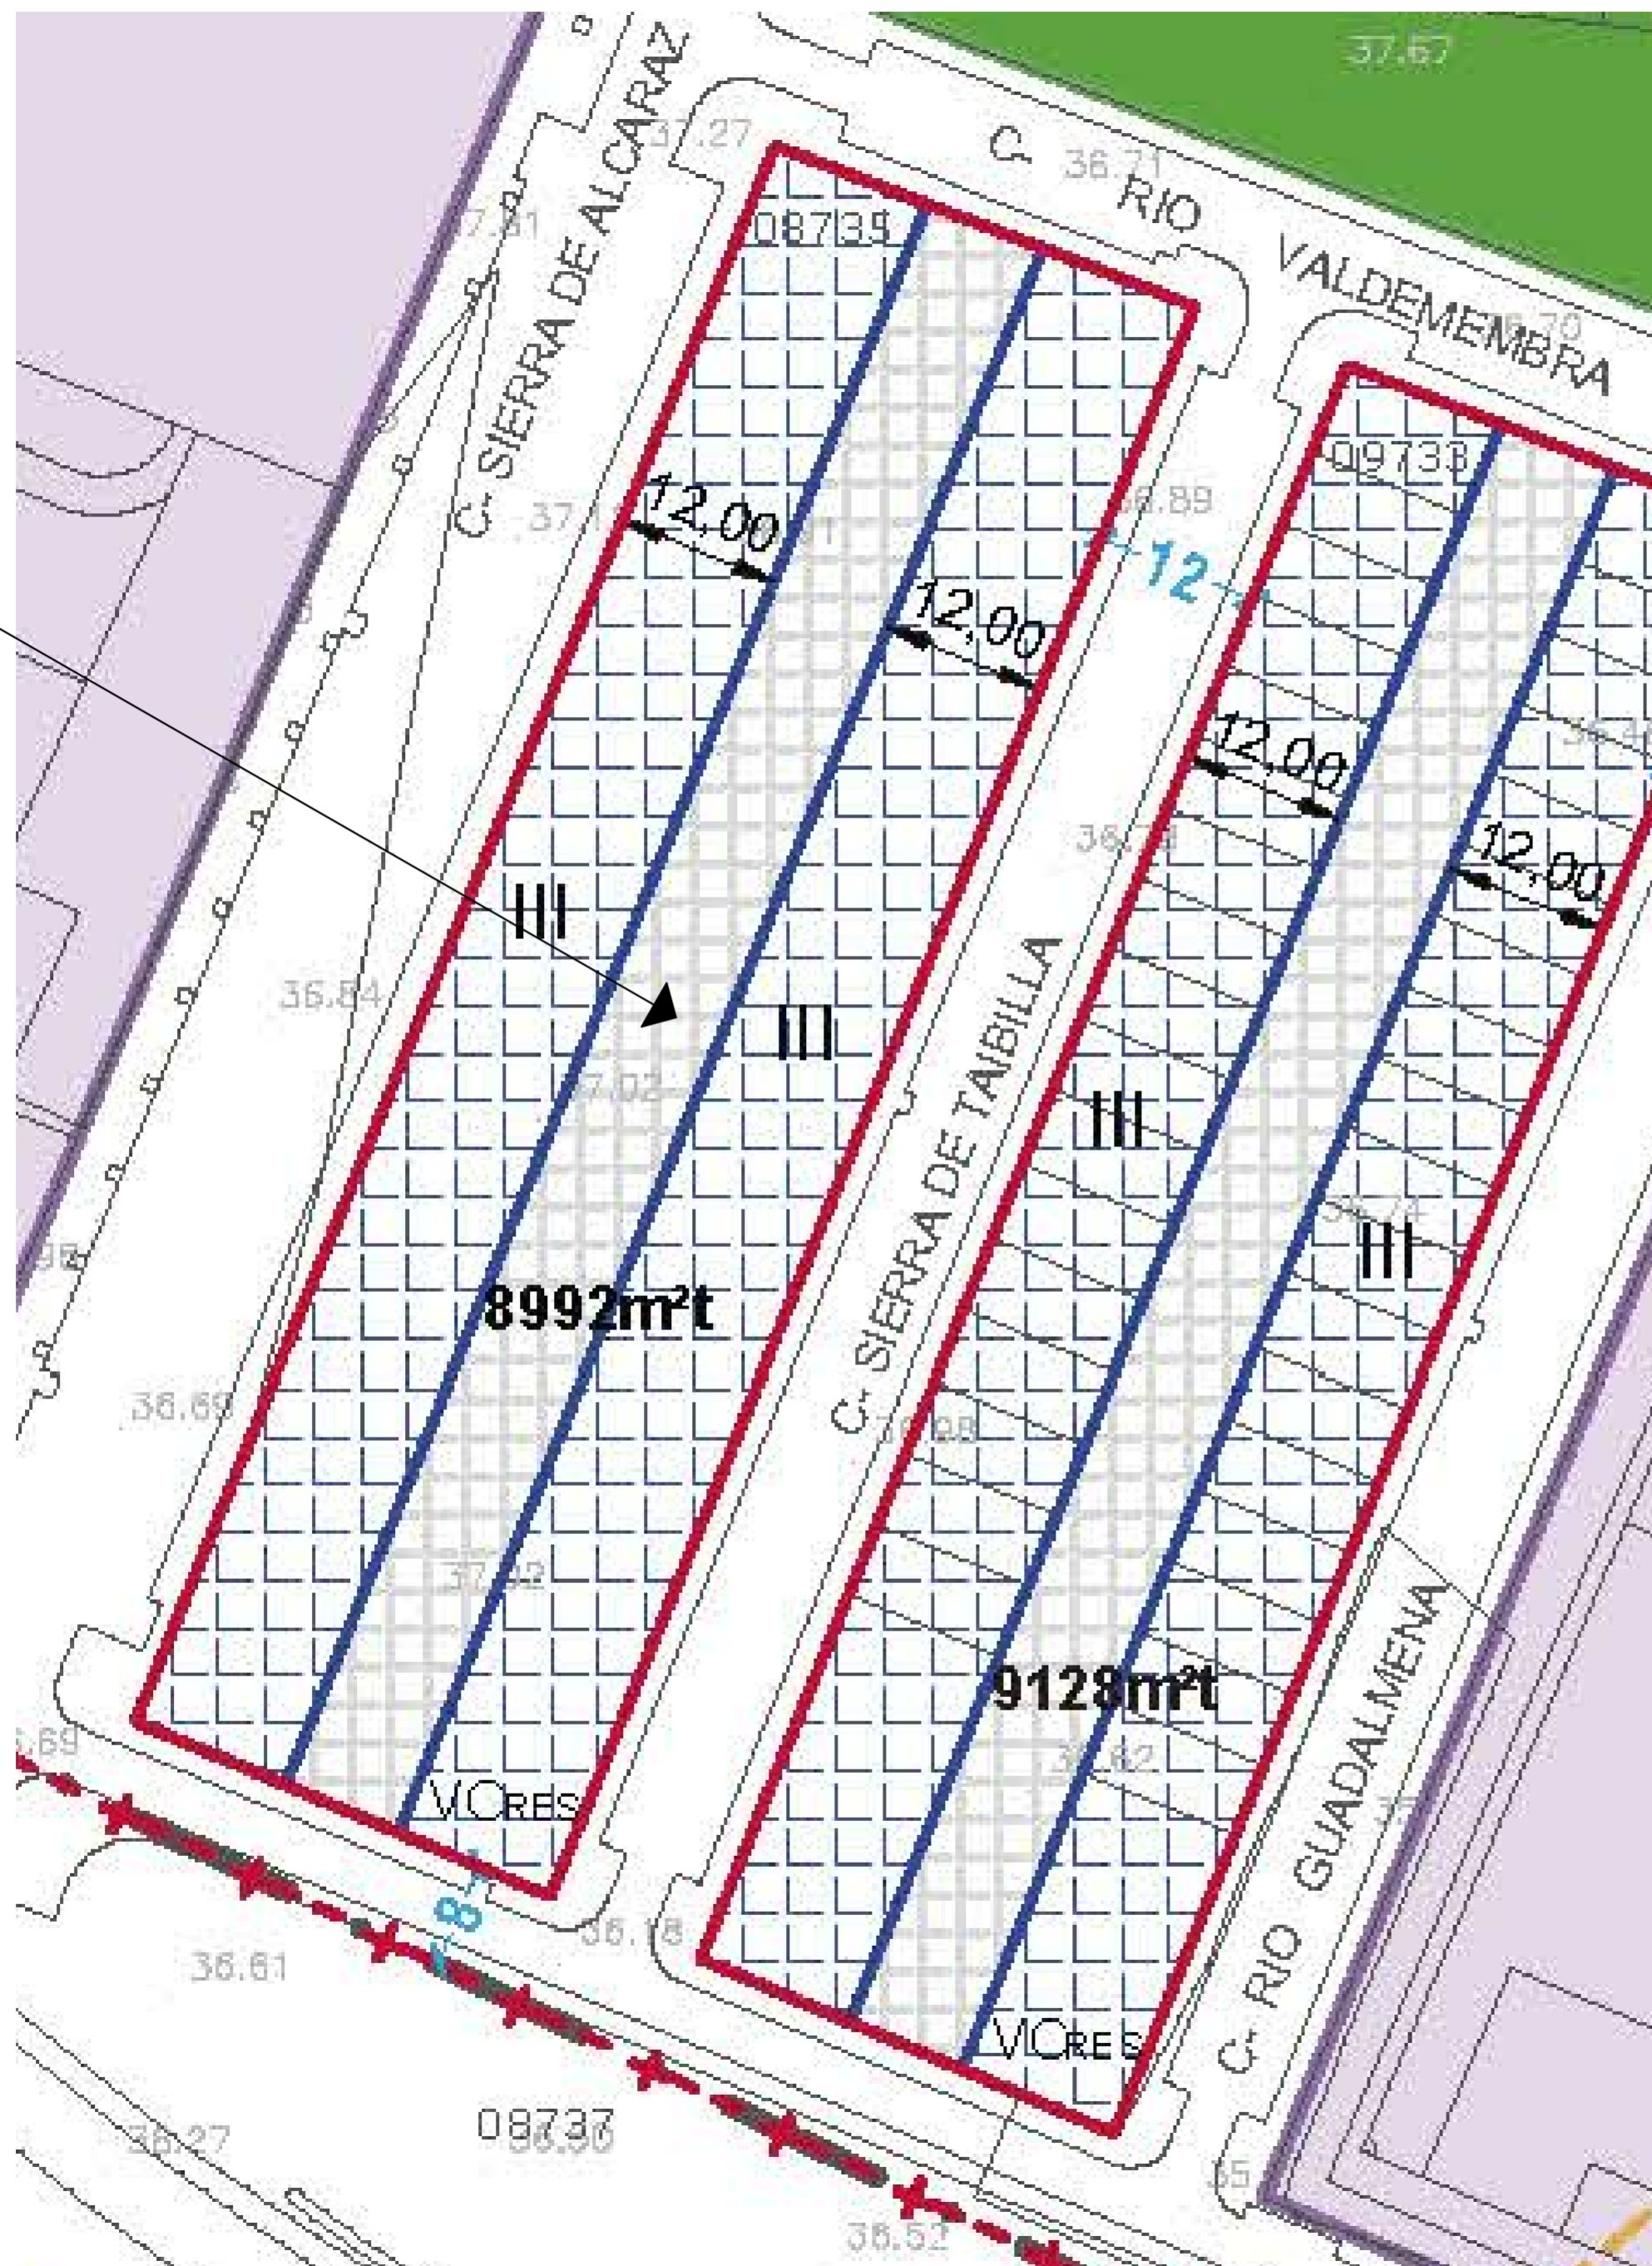 37.67
C- SIERRA DE ALCARAZ
37.27
C- RIO VALDEMEMBRA
36.71
08735
09733
12,00
36.89
12
12,00
12,00
12,00
III
36.84
III
C- SIERRA DE TAIBILLA
III
III
8992m²t
36.69
9128m²t
VCRES
C- RIO GUADALMENA
8
36.18
36.61
VCRES
08737
36.27
36.52